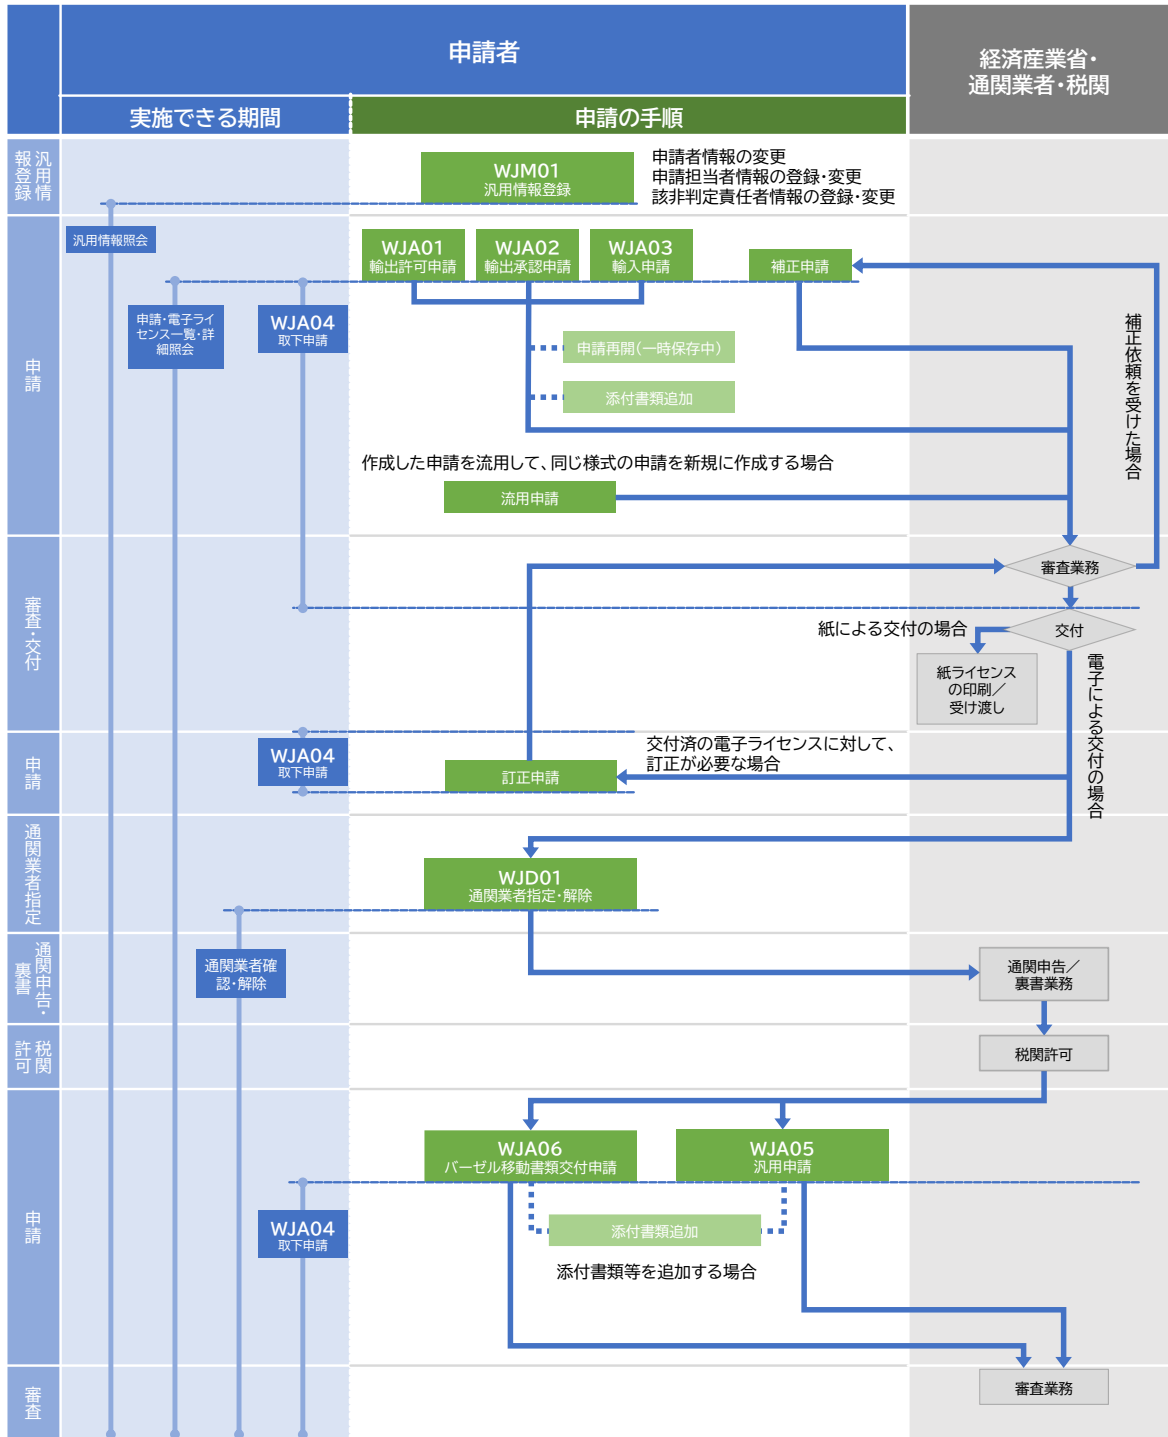 申請者
経済産業省・
通関業者・税関
実施できる期間
申請の手順
汎用情
報登録
WJM01
汎用情報登録
申請者情報の変更
申請担当者情報の登録・変更
該非判定責任者情報の登録・変更
申請
汎用情報照会
申請・電子ライ
センス一覧・詳
細照会
WJA04
取下申請
WJA01
輸出許可申請
WJA02
輸出承認申請
WJA03
輸入申請
補正申請
補正依頼を受けた場合
申請再開（一時保存中）
添付書類追加
作成した申請を流用して、同じ様式の申請を新規に作成する場合
流用申請
審査・交付
審査業務
交付
紙による交付の場合
紙ライセンス
の印刷／
受け渡し
電子による交付の場合
申請
WJA04
取下申請
訂正申請
交付済の電子ライセンスに対して、
訂正が必要な場合
通関業者指定
WJD01
通関業者指定・解除
通関申告・
裏書
通関業者確
認・解除
通関申告／
裏書業務
税関
許可
税関許可
申請
WJA04
取下申請
WJA06
バーゼル移動書類交付申請
WJA05
汎用申請
添付書類追加
添付書類等を追加する場合
審査
審査業務